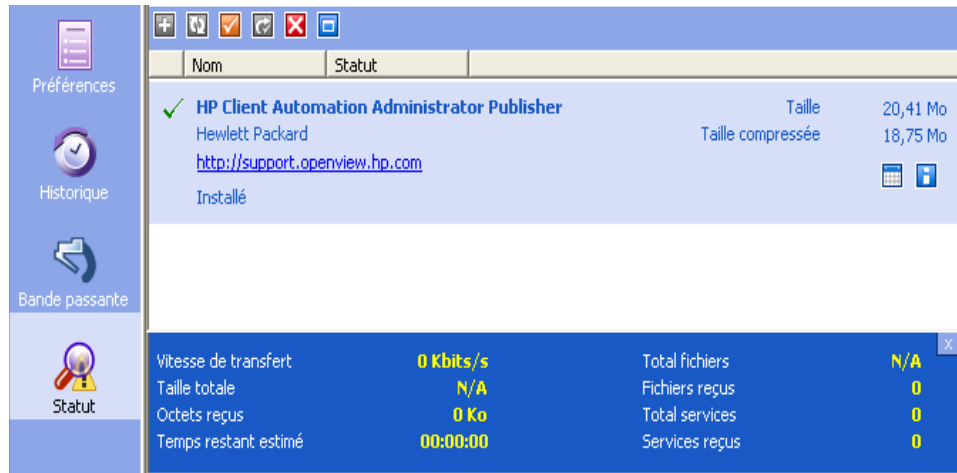 Préférences
Historique
Bande passante
Statut
Nom Statut
HP Client Automation Administrator Publisher Taille 20,41 Mo
Hewlett Packard Taille compressée 18,75 Mo
http://support.openview.hp.com
Installé
X
Vitesse de transfert 0 Kbits/s Total fichiers N/A
Taille totale N/A Fichiers reçus 0
Octets reçus 0 Ko Total services 0
Temps restant estimé 00:00:00 Services reçus 0